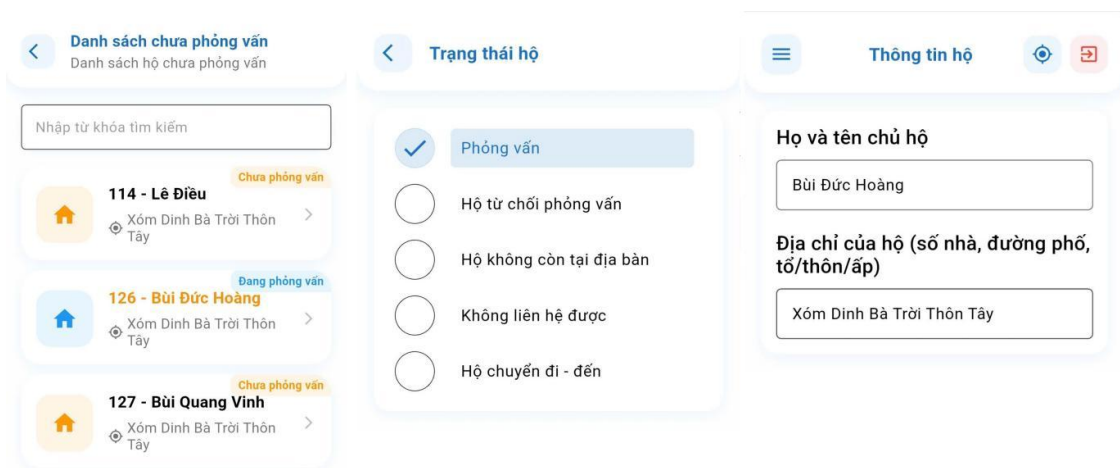 Danh sách chưa phỏng vấn
Danh sách hộ chưa phỏng vấn
Nhập từ khóa tìm kiếm
Chưa phỏng vấn
114 - Lê Điều
Xóm Dinh Bà Trời Thôn
Tây
Đang phỏng vấn
126 - Bùi Đức Hoàng
Xóm Dinh Bà Trời Thôn
Tây
Chưa phỏng vấn
127 - Bùi Quang Vinh
Xóm Dinh Bà Trời Thôn
Tây
Trạng thái hộ
Phỏng vấn
Hộ từ chối phỏng vấn
Hộ không còn tại địa bàn
Không liên hệ được
Hộ chuyển đi - đến
Thông tin hộ
Họ và tên chủ hộ
Bùi Đức Hoàng
Địa chỉ của hộ (số nhà, đường phố,
tổ/thôn/ấp)
Xóm Dinh Bà Trời Thôn Tây